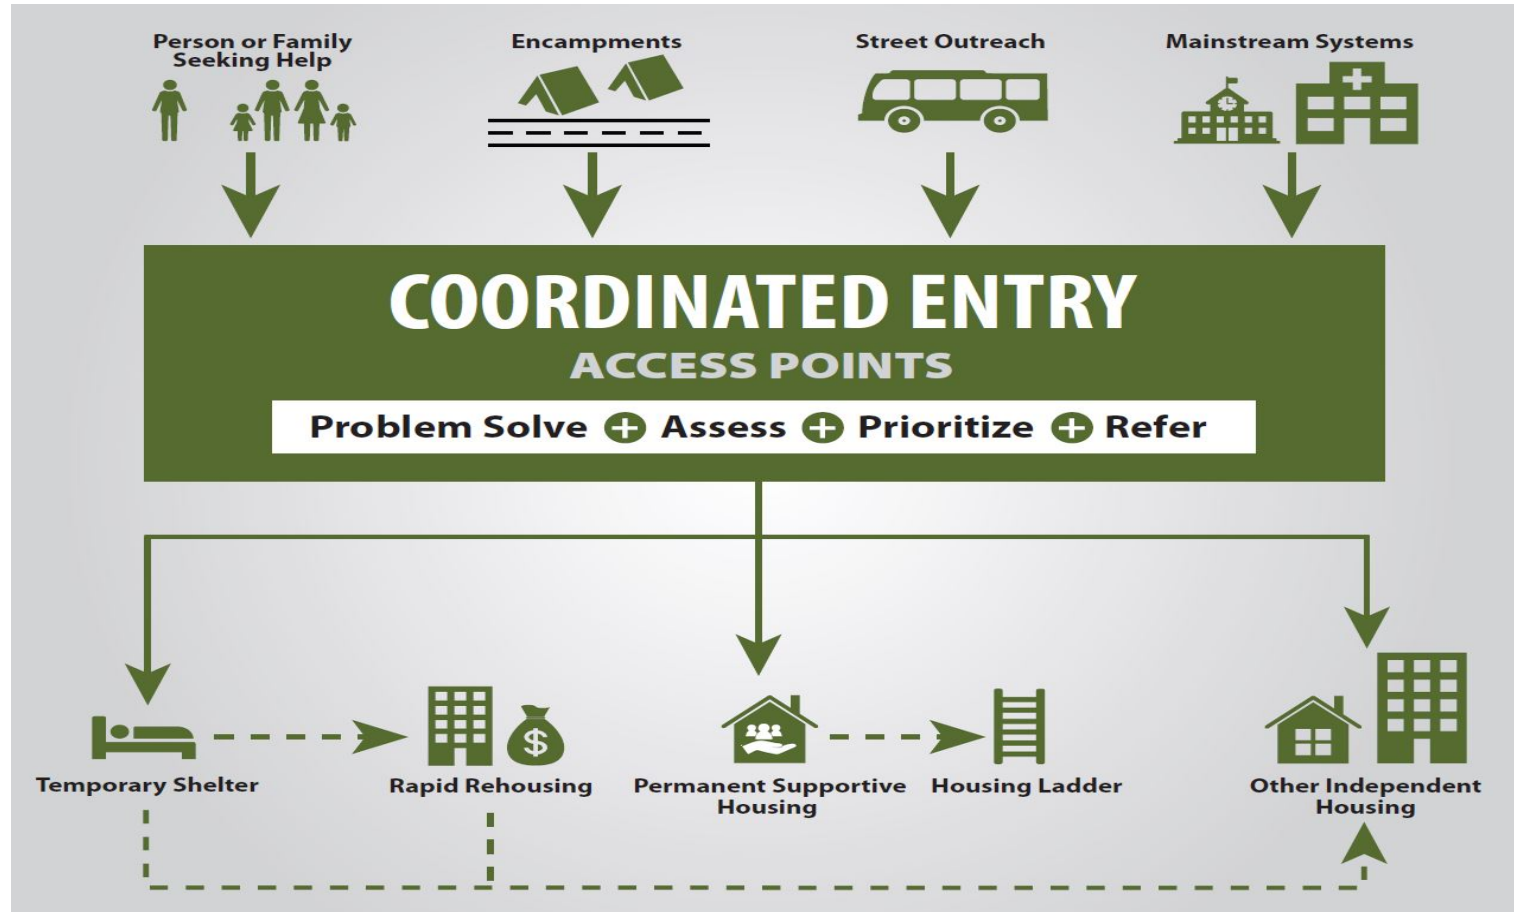 Person or Family
Seeking Help
Encampments
Street Outreach
Mainstream Systems
COORDINATED ENTRY
ACCESS POINTS
Problem Solve + Assess + Prioritize + Refer
$
Temporary Shelter
Rapid Rehousing
Permanent Supportive
Housing
Housing Ladder
Other Independent
Housing